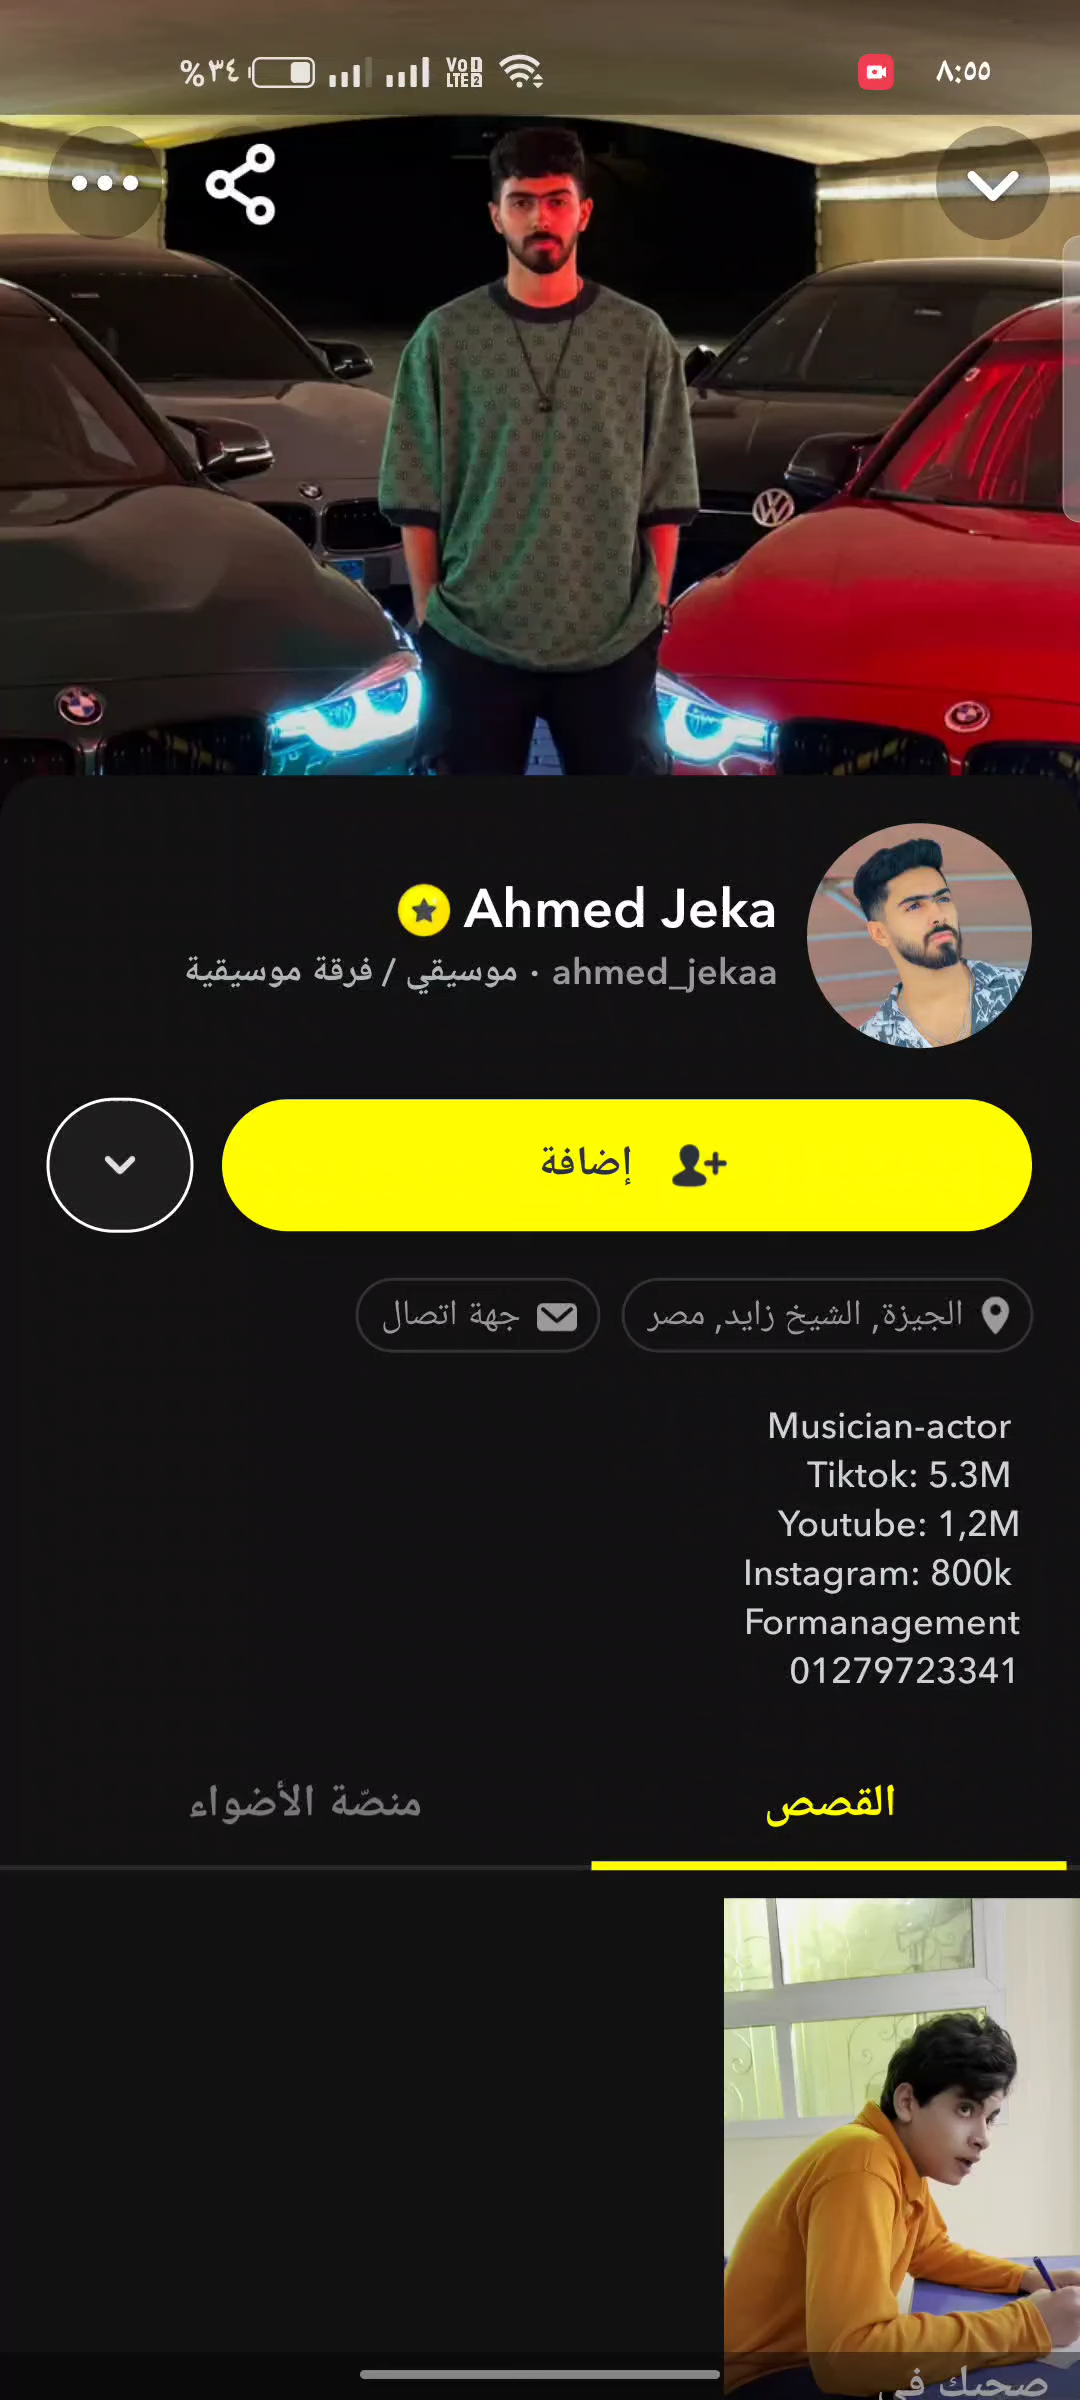 ٨:٥٥
%٣٤
Ahmed Jeka
ahmed_jekaa · موسيقي / فرقة موسيقية
إضافة
الجيزة, الشيخ زايد, مصر
جهة اتصال
Musician-actor
Tiktok: 5.3M
Youtube: 1,2M
Instagram: 800k
Formanagement
01279723341
القصص
منصّة الأضواء
صحبك في